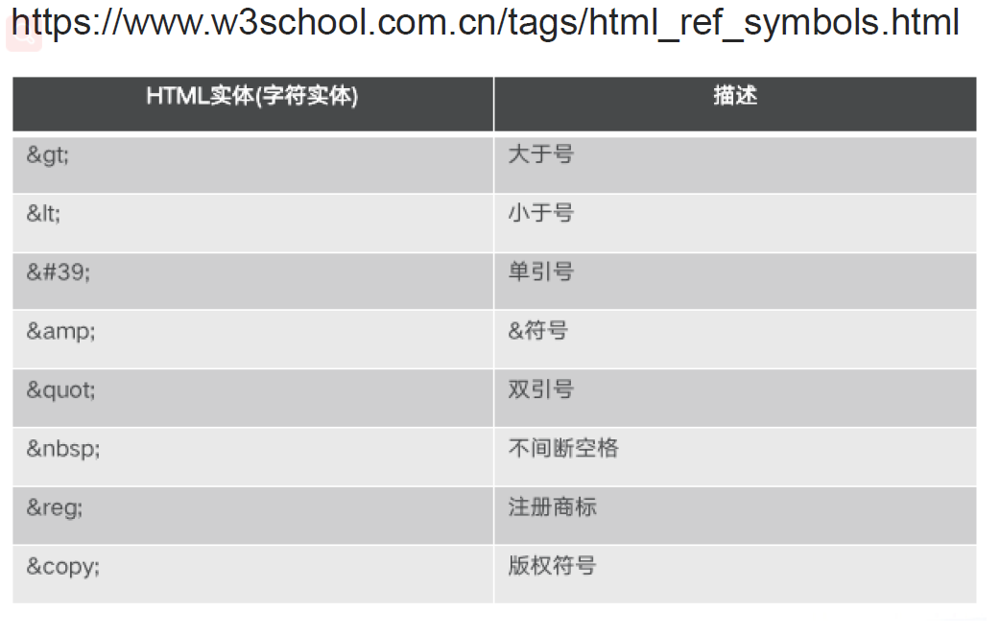 https://www.w3school.com.cn/tags/html_ref_symbols.html
HTML实体(字符实体) 描述
&gt; 大于号
&lt; 小于号
&#39; 单引号
&amp; &符号
&quot; 双引号
&nbsp; 不间断空格
&reg; 注册商标
&copy; 版权符号